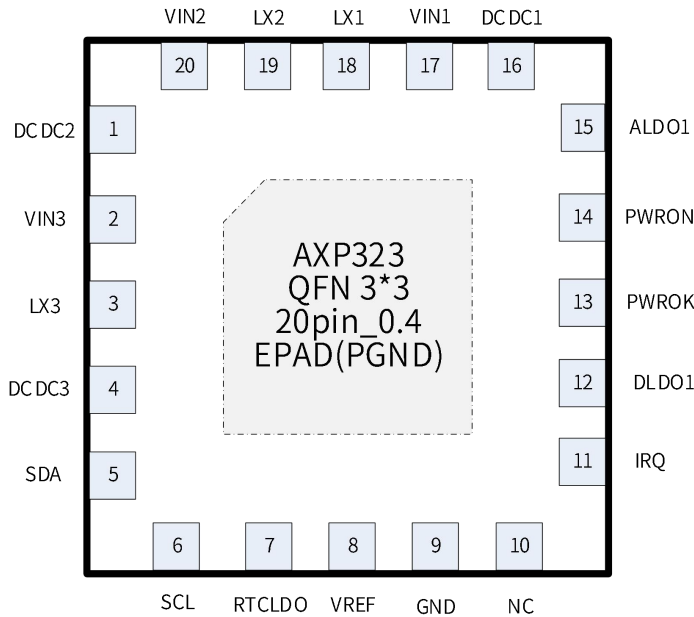 VIN2 LX2 LX1 VIN1 DCDC1
20 19 18 17 16
DCDC2 1 15 ALDO1
VIN3 2 14 PWRON
LX3 3 13 PWROK
DCDC3 4 12 DLDO1
SDA 5 11 IRQ
AXP323
QFN 3*3
20pin_0.4
EPAD(PGND)
6 7 8 9 10
SCL RTCLDO VREF GND NC